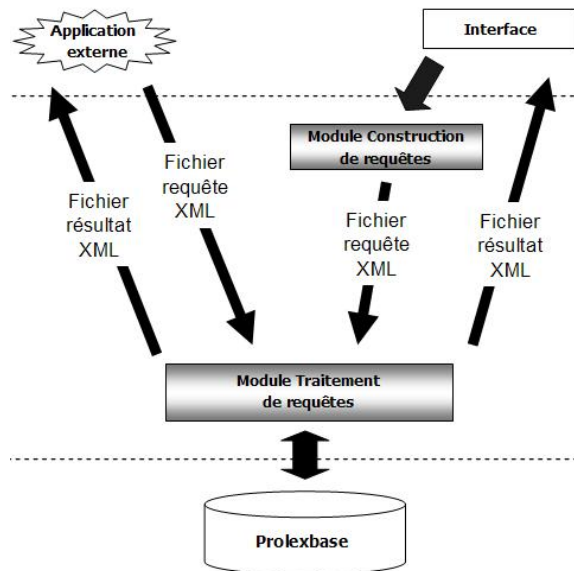 Application
externe
Interface
Module Construction
de requêtes
Fichier
résultat
XML
Fichier
requête
XML
Fichier
requête
XML
Fichier
résultat
XML
Module Traitement
de requêtes
Prolexbase